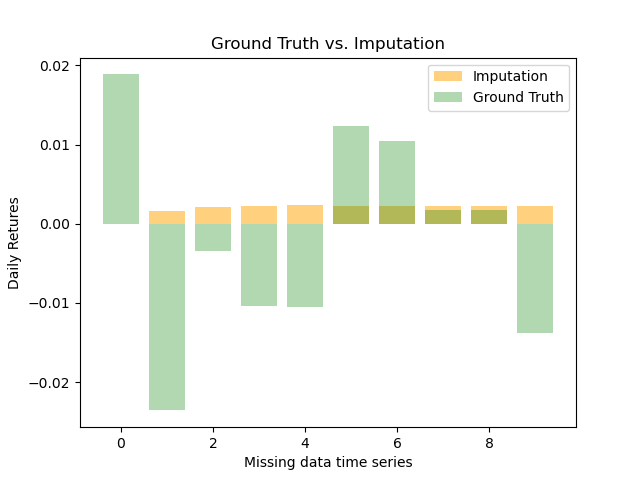 Ground Truth vs. Imputation
Imputation
Ground Truth
0.02
0.01
0.00
−0.01
−0.02
Daily Retures
0 2 4 6 8
Missing data time series